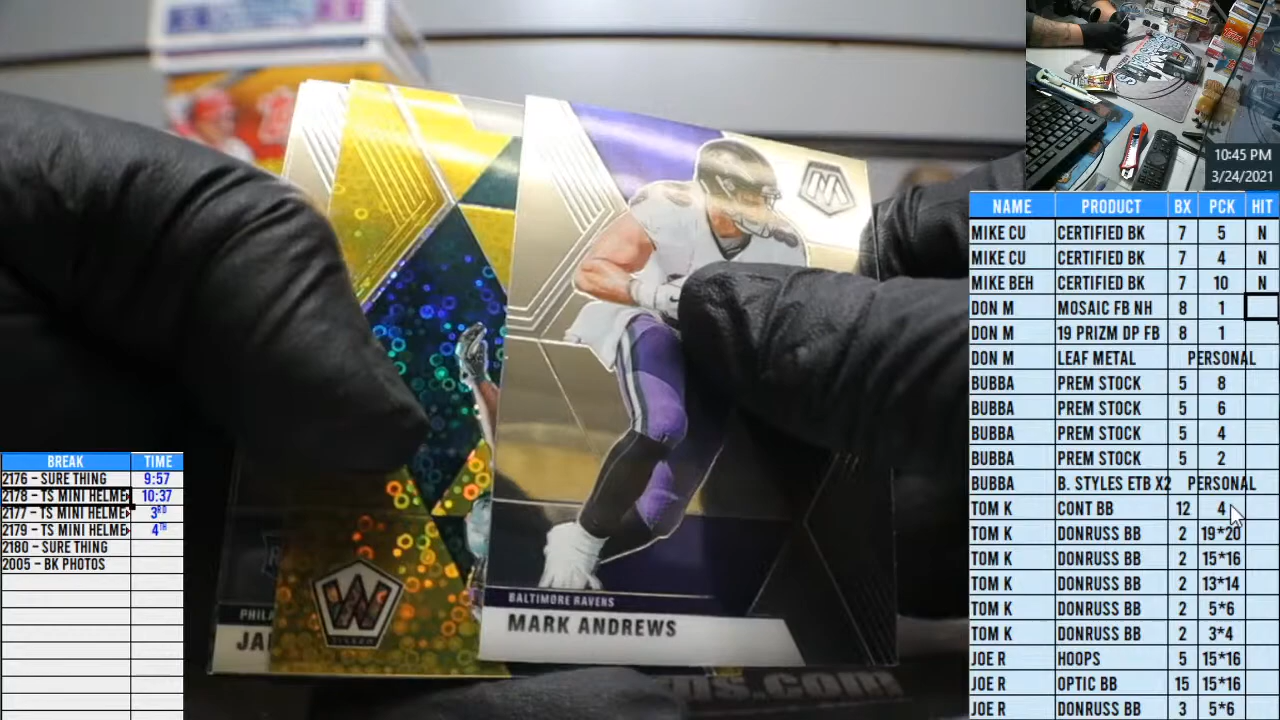 10:45 PM
3/24/2021
NAME PRODUCT BX PCK HIT
MIKE CU CERTIFIED BK 7 5 N
MIKE CU CERTIFIED BK 7 4 N
MIKE BEH CERTIFIED BK 7 10 N
DON M MOSAIC FB NH 8 1
DON M 19 PRIZM DP FB 8 1
DON M LEAF METAL PERSONAL
BUBBA PREM STOCK 5 8
BUBBA PREM STOCK 5 6
BUBBA PREM STOCK 5 4
BUBBA PREM STOCK 5 2
BUBBA B. STYLES ETB X2 PERSONAL
TOM K CONT BB 12 4
TOM K DONRUSS BB 2 19*20
TOM K DONRUSS BB 2 15*16
TOM K DONRUSS BB 2 13*14
TOM K DONRUSS BB 2 5*6
TOM K DONRUSS BB 2 3*4
JOE R HOOPS 5 15*16
JOE R OPTIC BB 15 15*16
JOE R DONRUSS BB 3 5*6
BREAK TIME
2176 - SURE THING 9:57
2178 - TS MINI HELME 10:37
2177 - TS MINI HELME 3RD
2179 - TS MINI HELME 4TH
2180 - SURE THING
2005 - BK PHOTOS
BALTIMORE RAVENS
MARK ANDREWS
PHIL
JA
W